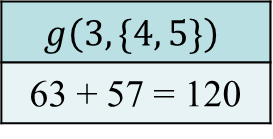 g(3,{4,5})
63 + 57 = 120